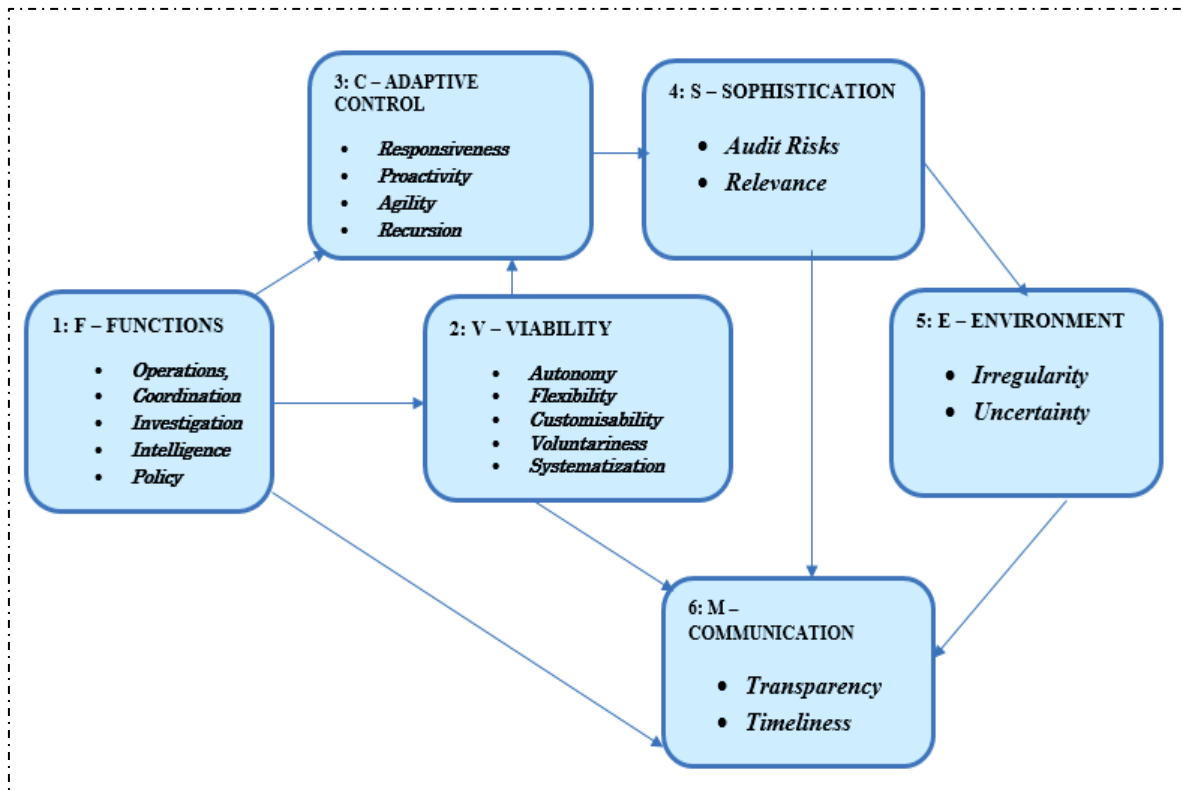 1: F – FUNCTIONS
• Operations,
• Coordination
• Investigation
• Intelligence
• Policy
2: V – VIABILITY
• Autonomy
• Flexibility
• Customisability
• Voluntariness
• Systematization
3: C – ADAPTIVE
CONTROL
• Responsiveness
• Proactivity
• Agility
• Recursion
4: S – SOPHISTICATION
• Audit Risks
• Relevance
5: E – ENVIRONMENT
• Irregularity
• Uncertainty
6: M –
COMMUNICATION
• Transparency
• Timeliness